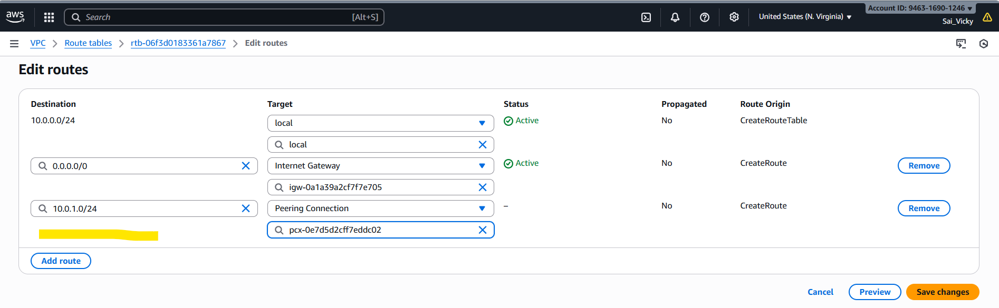 aws
Search [Alt+S]
United States (N. Virginia)
Account ID: 9463-1690-1246
Sai_Vicky
VPC > Route tables > rtb-06f3d0183361a7867 > Edit routes
Edit routes
Destination Target Status Propagated Route Origin
10.0.0.0/24 local Active No CreateRouteTable
local
0.0.0.0/0 Internet Gateway Active No CreateRoute Remove
igw-0a1a39a2cf7f7e705
10.0.1.0/24 Peering Connection – No CreateRoute Remove
pcx-0e7d5d2cff7eddc02
Add route
Cancel Preview Save changes